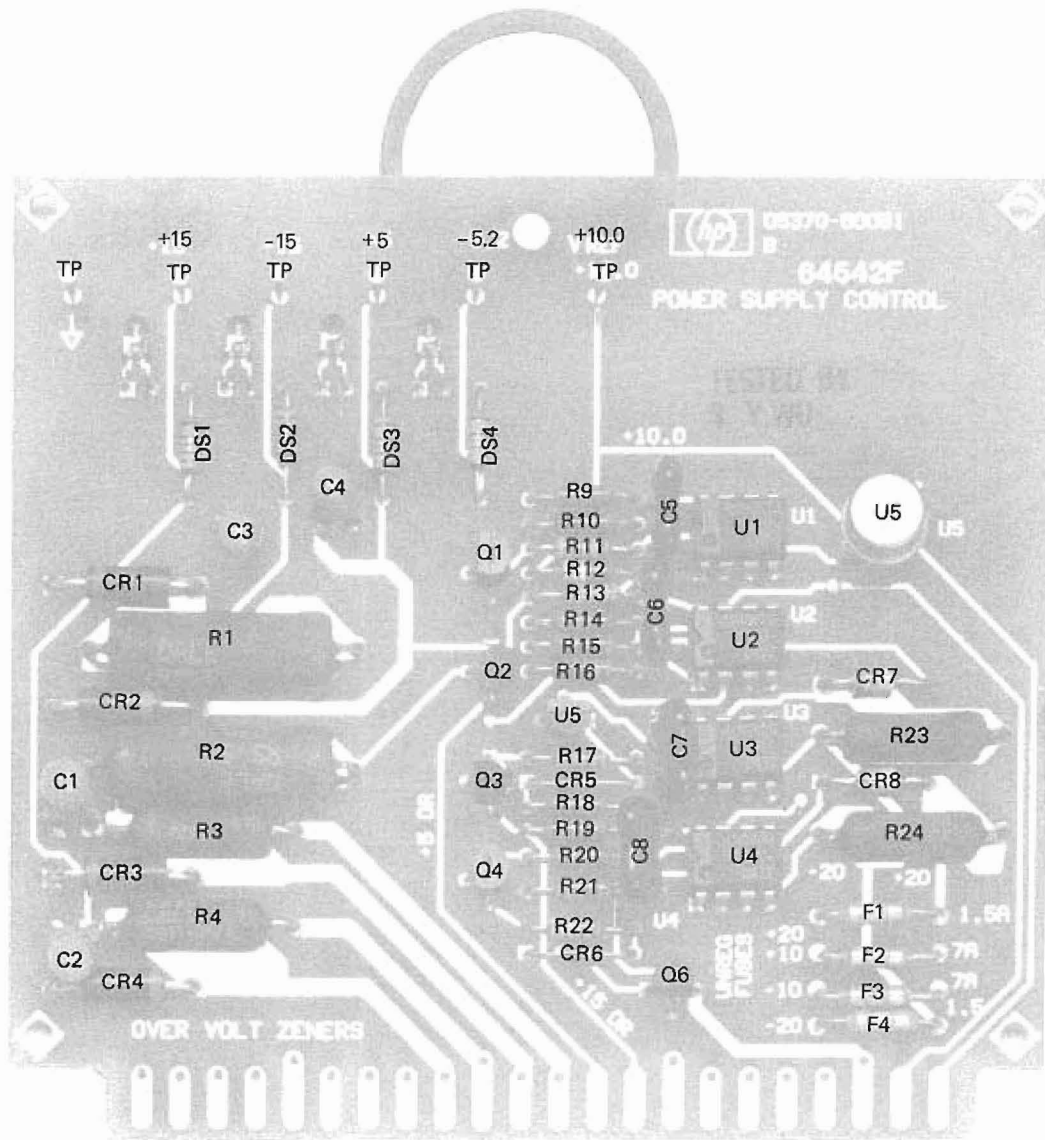 +15 -15 +5 -5.2 +10.0
TP TP TP TP TP TP
hp
B
64542F
POWER SUPPLY CONTROL
+10.0
DS1 DS2 DS3 DS4
C4
C3
R9
R10
R11
R12
R13
R14
R15
R16
C5
U1 U1
U5 U5
Q1
CR1
C6
U2
U2
R1
Q2
CR7
CR2
U5
U3
C7
U3
R23
R2
R17
CR5
Q3
CR8
C1
R18
+5 DR
R3
R19
R24
R20
C8
U4
CR3
Q4
-20 +20
R21
R4
F1
1.5A
R22
U4
UNREG
FUSES
+20
+10
F2
7A
C2
CR6
Q6
7A
CR4
-10
F3
+15 DR
1.5
-20
F4
OVER VOLT ZENERS